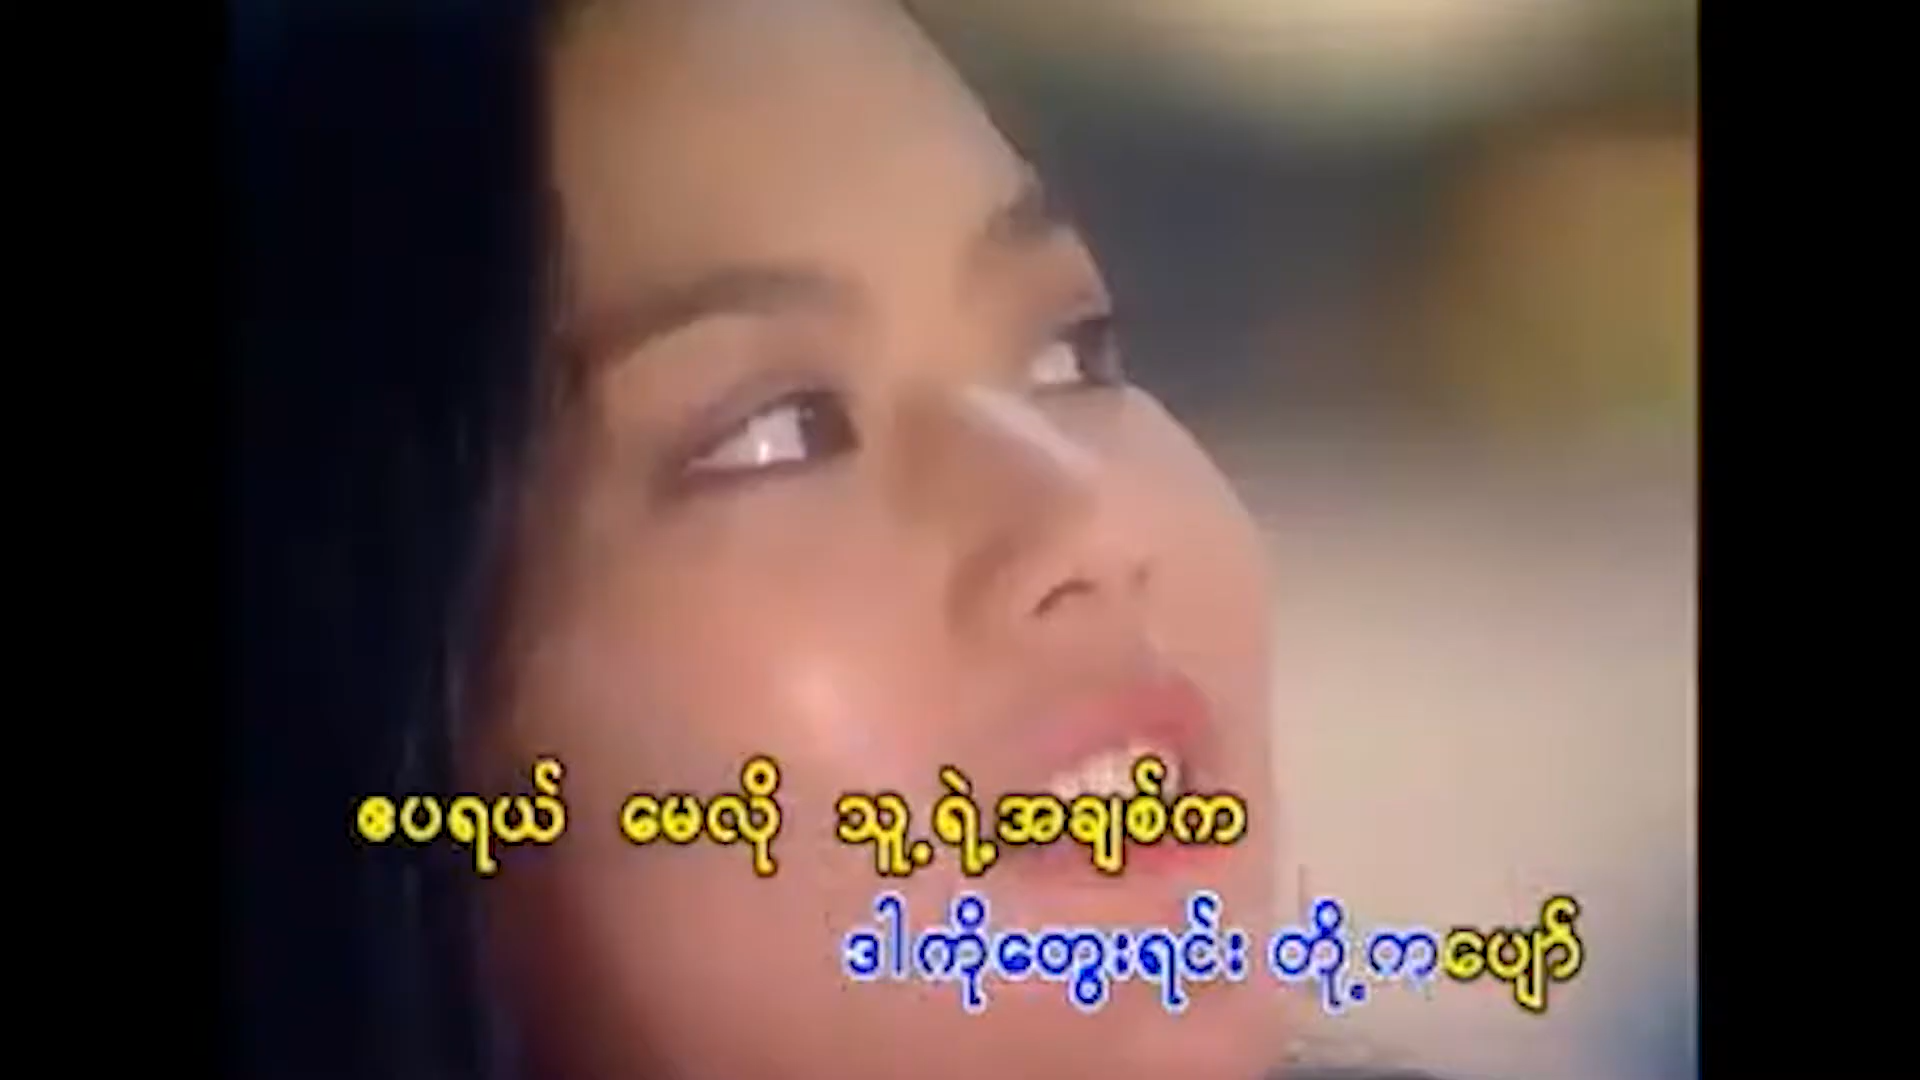 ဧပရယ် မေလို သူ့ရဲ့အချစ်က
ဒါကိုတွေးရင်း တို့ကပျော်